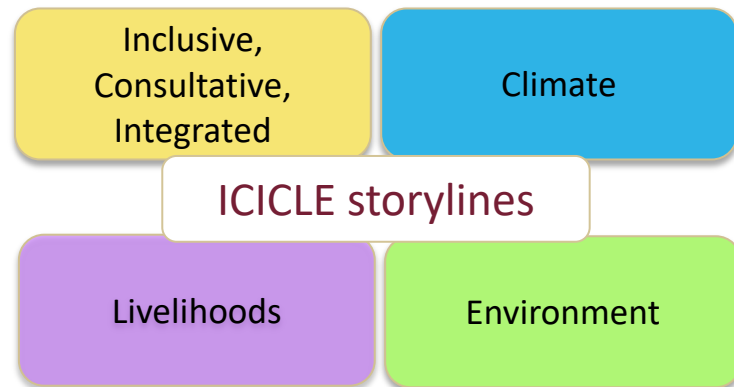 Inclusive,
Consultative,
Integrated
Climate
ICICLE storylines
Livelihoods
Environment